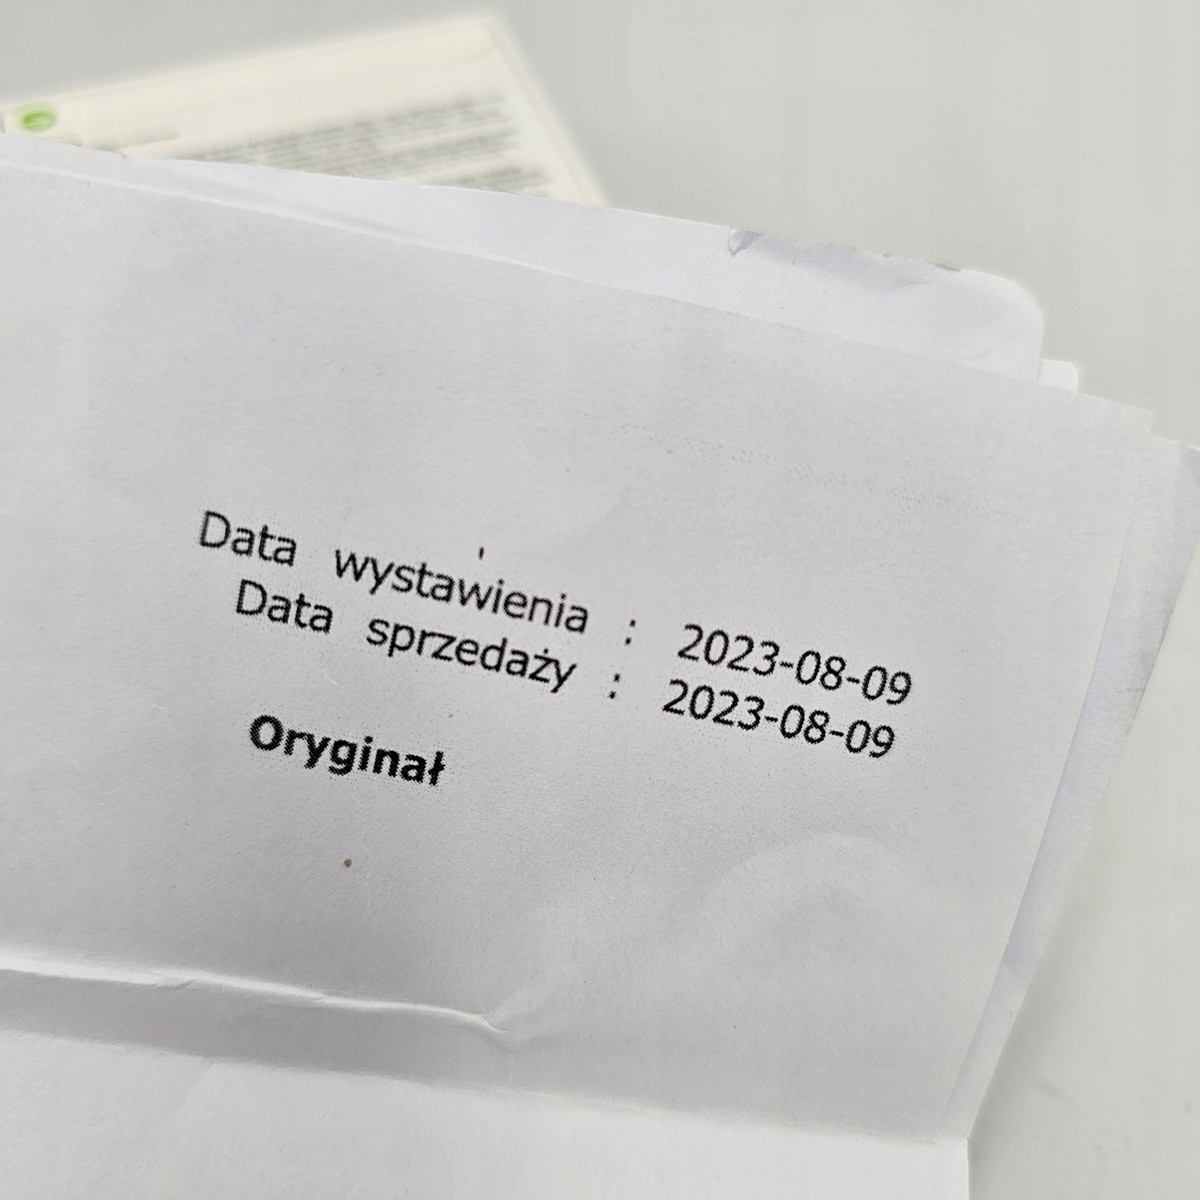 Data wystawienia : 2023-08-09
Data sprzedaży : 2023-08-09
Oryginał